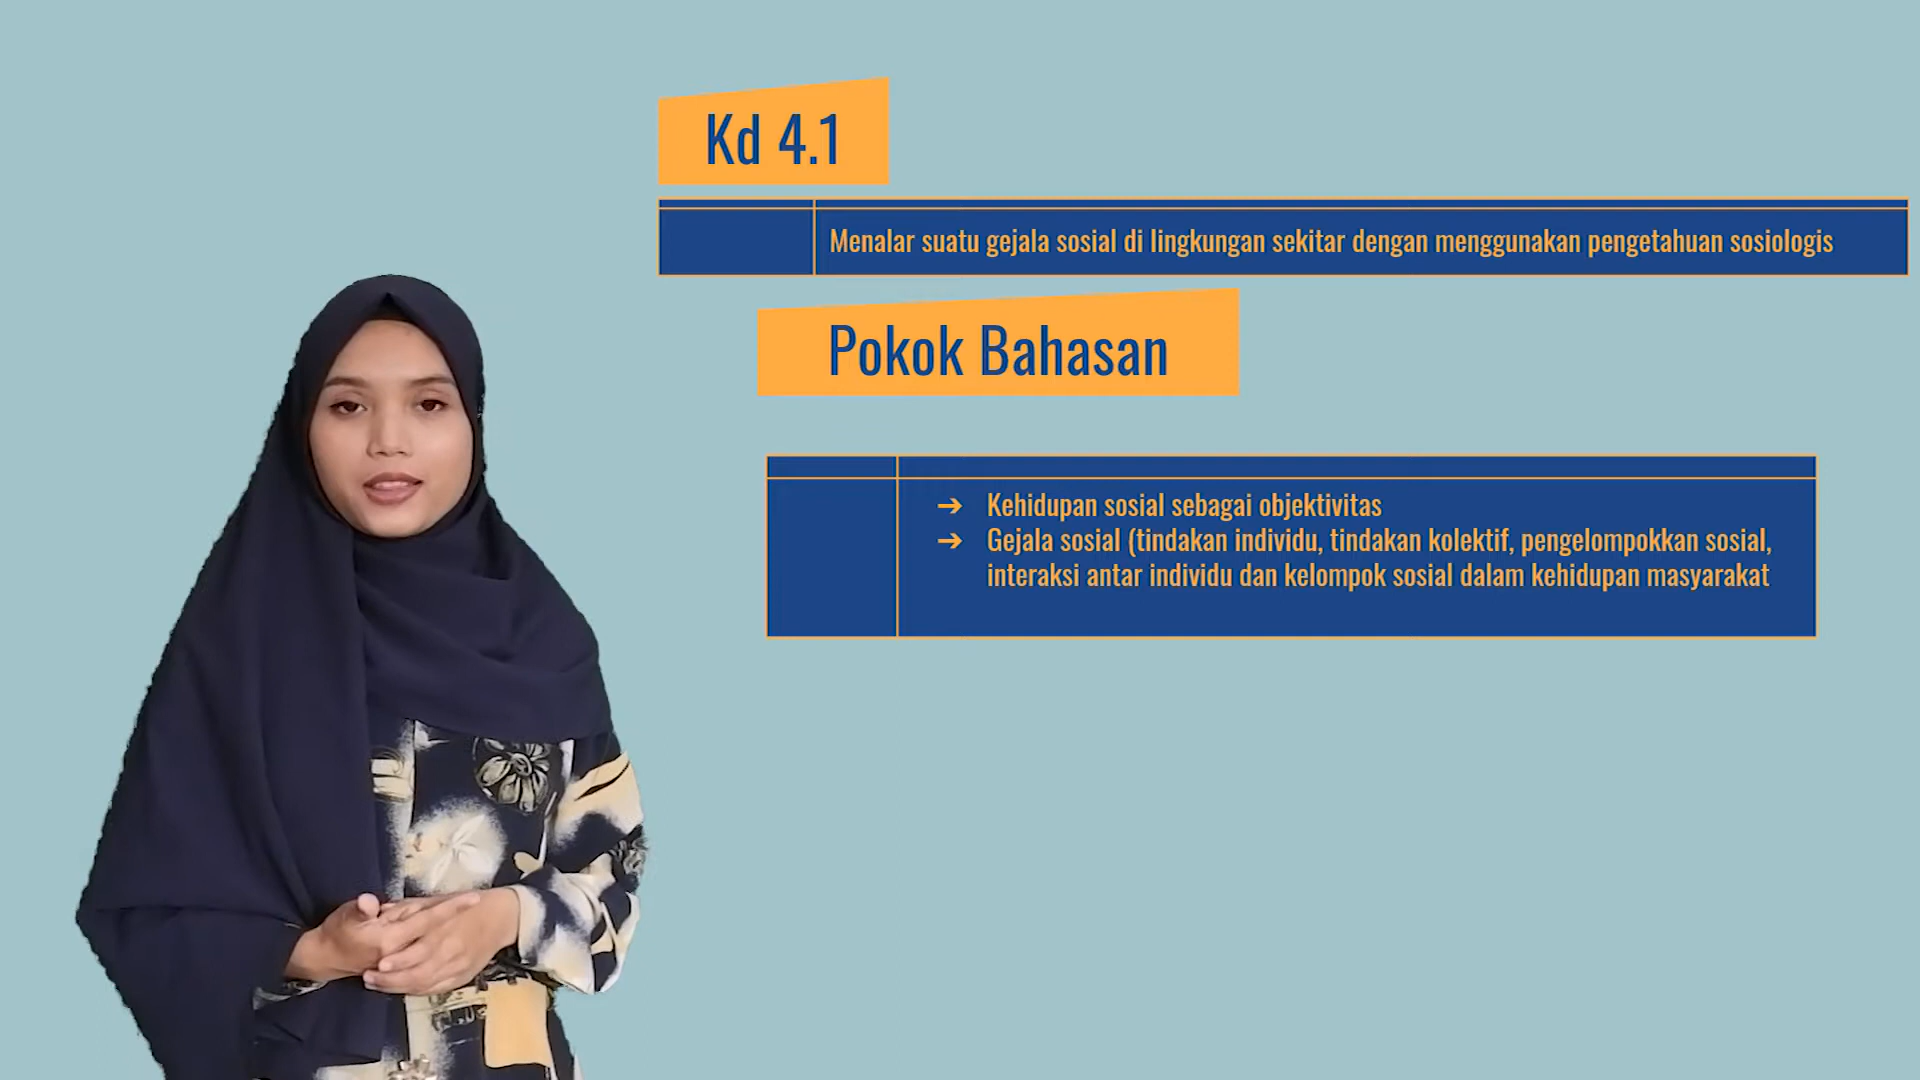 Kd 4.1
Menalar suatu gejala sosial di lingkungan sekitar dengan menggunakan pengetahuan sosiologis
Pokok Bahasan
➔ Kehidupan sosial sebagai objektivitas
➔ Gejala sosial (tindakan individu, tindakan kolektif, pengelompokkan sosial,
interaksi antar individu dan kelompok sosial dalam kehidupan masyarakat